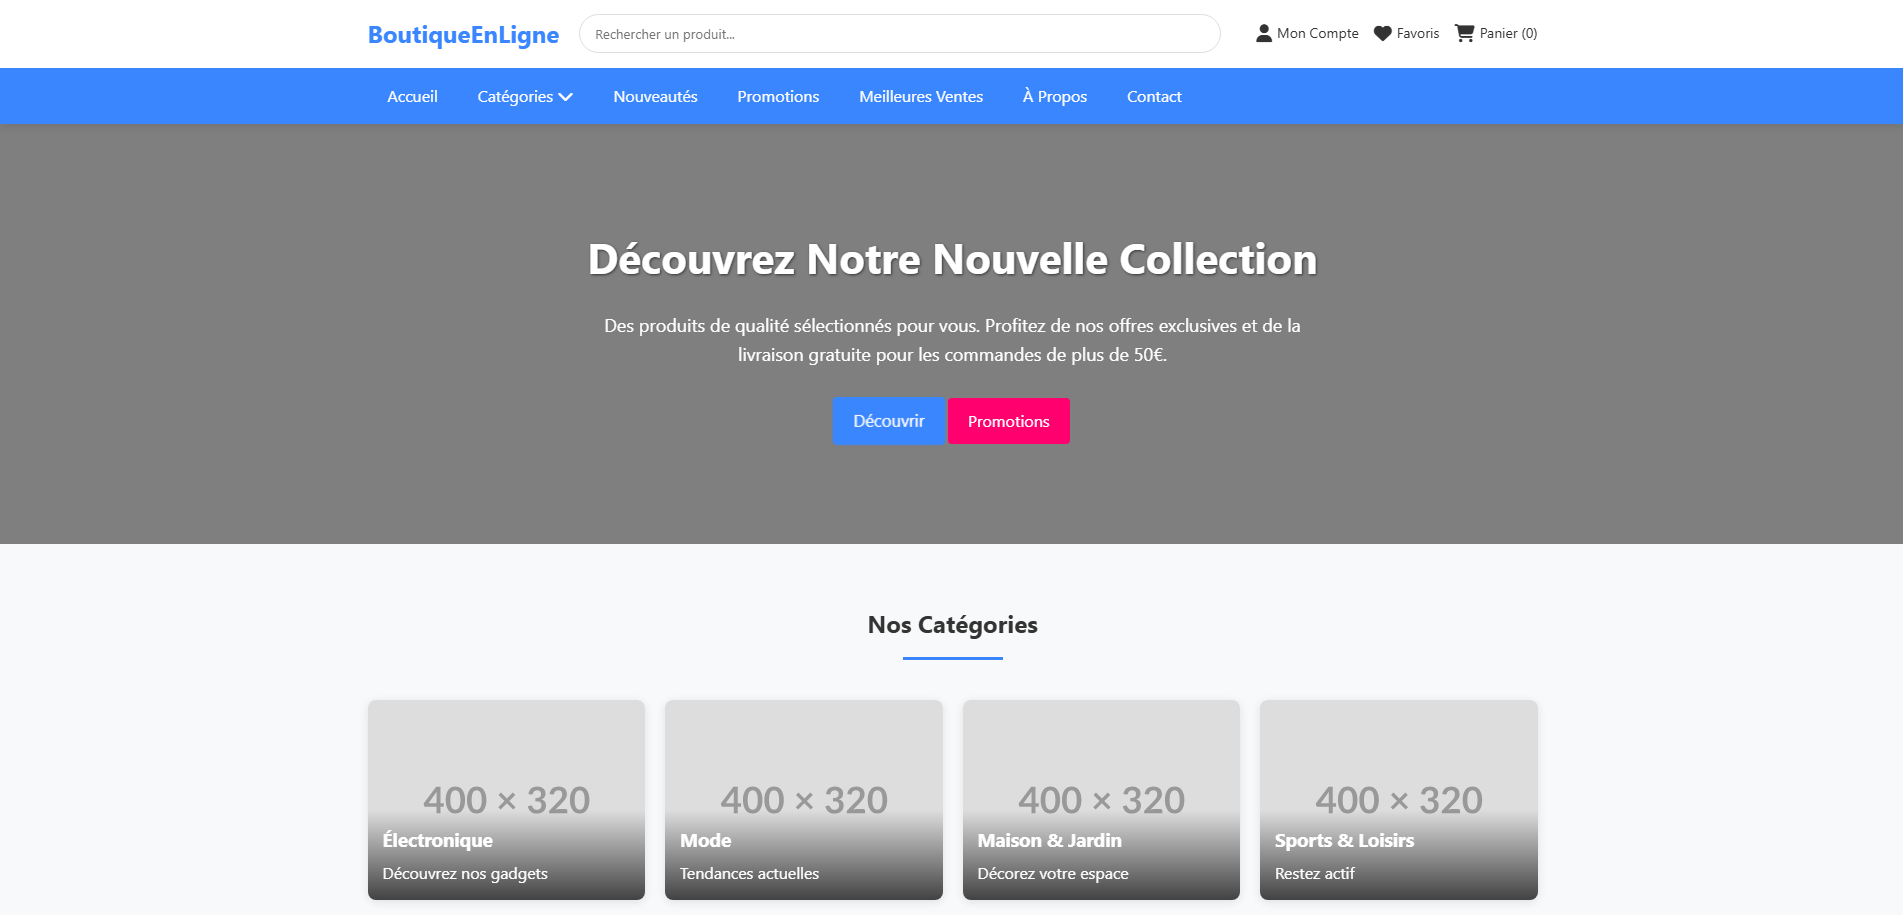 BoutiqueEnLigne
Rechercher un produit...
Mon Compte
Favoris
Panier (0)
Accueil
Catégories
Nouveautés
Promotions
Meilleures Ventes
À Propos
Contact
Découvrez Notre Nouvelle Collection
Des produits de qualité sélectionnés pour vous. Profitez de nos offres exclusives et de la
livraison gratuite pour les commandes de plus de 50€.
Découvrir
Promotions
Nos Catégories
400 × 320
Électronique
Découvrez nos gadgets
400 × 320
Mode
Tendances actuelles
400 × 320
Maison & Jardin
Décorez votre espace
400 × 320
Sports & Loisirs
Restez actif